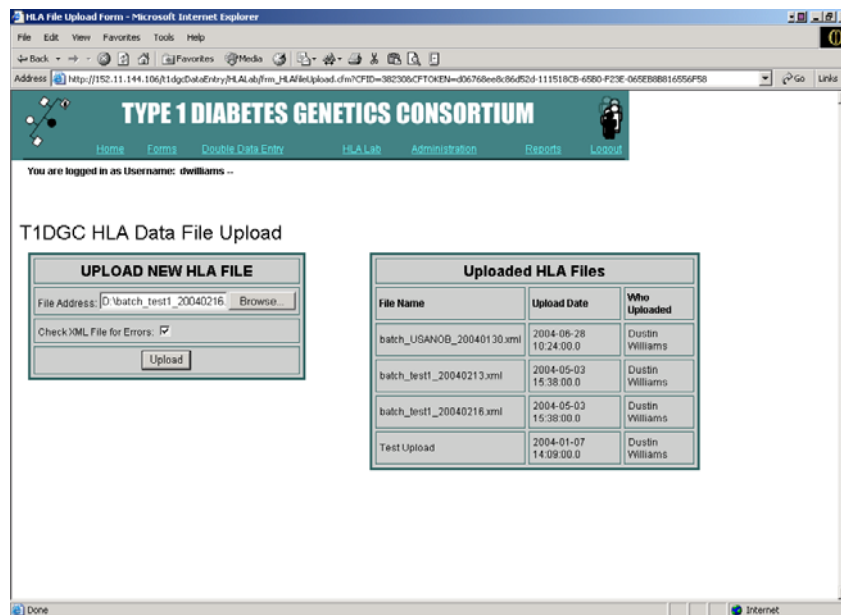 HLA File Upload Form - Microsoft Internet Explorer
File Edit View Favorites Tools Help
Back Favorites Media
Address http://152.11.144.106/t1dgcDataEntry/HLALab/frm_HLAfileUpload.cfm?CFID=38230&CFTOKEN=d06768ee8c86d52d-111518CB-65B0-F23E-065EB8B816556F58 Go Links
TYPE 1 DIABETES GENETICS CONSORTIUM
Home Forms Double Data Entry HLA Lab Administration Reports Logout
You are logged in as Username: dwilliams --
T1DGC HLA Data File Upload
UPLOAD NEW HLA FILE
File Address: D:\batch_test1_20040216. Browse...
Check XML File for Errors:
Upload
Uploaded HLA Files
File Name Upload Date Who Uploaded
batch_USANOB_20040130.xml 2004-06-28 10:24:00.0 Dustin Williams
batch_test1_20040213.xml 2004-05-03 15:38:00.0 Dustin Williams
batch_test1_20040216.xml 2004-05-03 15:38:00.0 Dustin Williams
Test Upload 2004-01-07 14:09:00.0 Dustin Williams
Done Internet